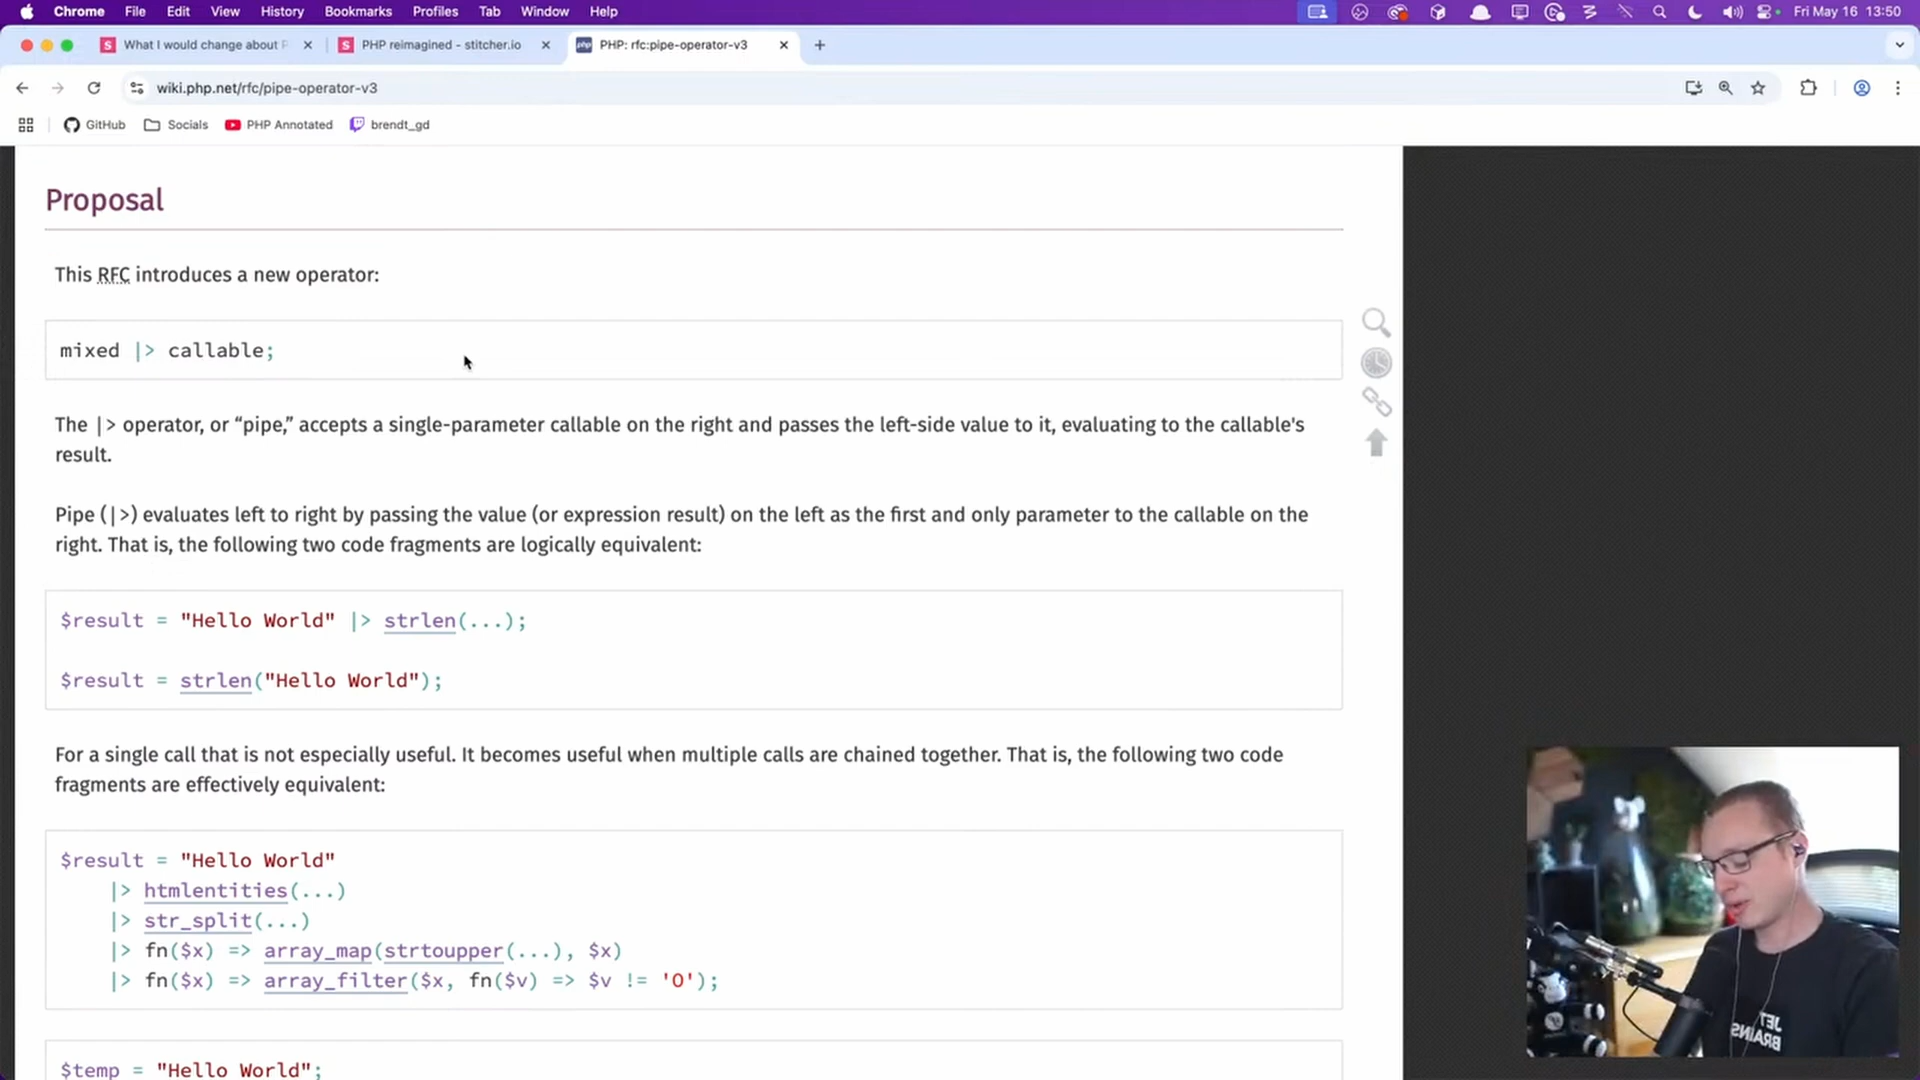 Chrome File Edit View History Bookmarks Profiles Tab Window Help Fri May 16 13:50
What I would change about P PHP reimagined - stitcher.io PHP: rfc:pipe-operator-v3
wiki.php.net/rfc/pipe-operator-v3
GitHub Socials PHP Annotated brendt_gd
Proposal
This RFC introduces a new operator:
mixed |> callable;
The |> operator, or “pipe,” accepts a single-parameter callable on the right and passes the left-side value to it, evaluating to the callable's
result.
Pipe (|>) evaluates left to right by passing the value (or expression result) on the left as the first and only parameter to the callable on the
right. That is, the following two code fragments are logically equivalent:
$result = "Hello World" |> strlen(...);
$result = strlen("Hello World");
For a single call that is not especially useful. It becomes useful when multiple calls are chained together. That is, the following two code
fragments are effectively equivalent:
$result = "Hello World"
|> htmlentities(...)
|> str_split(...)
|> fn($x) => array_map(strtoupper(...), $x)
|> fn($x) => array_filter($x, fn($v) => $v != 'O');
$temp = "Hello World";
JET
BRAINS